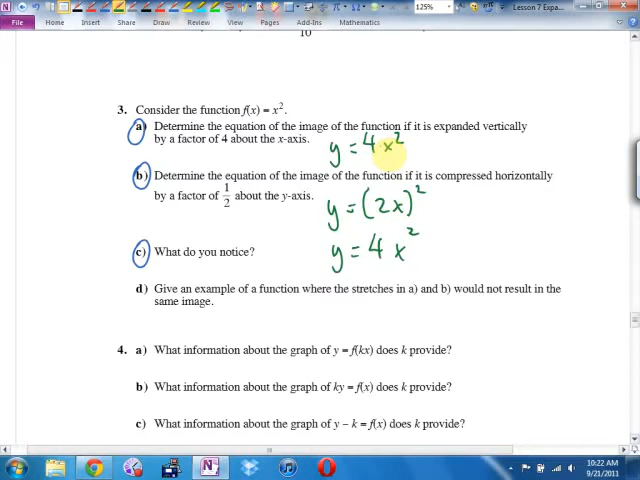 125%
Lesson 7 Expa...
File Home Insert Share Draw Review View Pages Add-Ins Mathematics
10
3. Consider the function f(x) = x².
a) Determine the equation of the image of the function if it is expanded vertically
by a factor of 4 about the x-axis.
y = 4x²
b) Determine the equation of the image of the function if it is compressed horizontally
by a factor of 1/2 about the y-axis.
y = (2x)²
y = 4x²
c) What do you notice?
d) Give an example of a function where the stretches in a) and b) would not result in the
same image.
4. a) What information about the graph of y = f(kx) does k provide?
b) What information about the graph of ky = f(x) does k provide?
c) What information about the graph of y − k = f(x) does k provide?
10:22 AM
9/21/2011